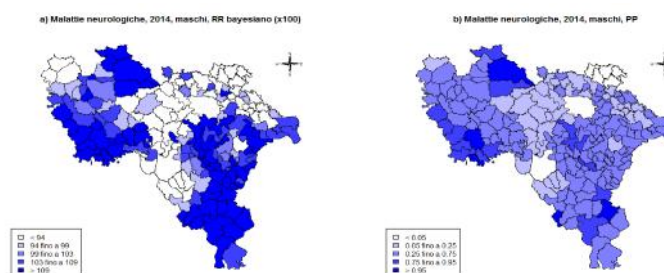 a) Malattie neurologiche, 2014, maschi, RR bayesiano (x100)
b) Malattie neurologiche, 2014, maschi, PP
< 94
94 fino a 99
99 fino a 103
103 fino a 109
> 109
< 0.05
0.05 fino a 0.25
0.25 fino a 0.75
0.75 fino a 0.95
> 0.95